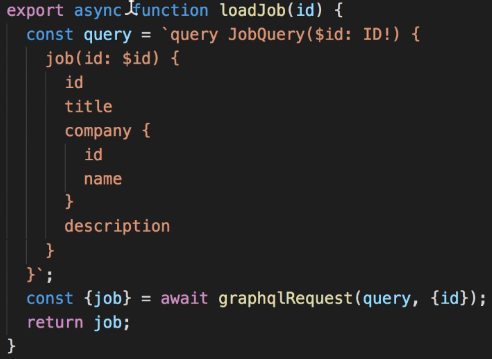 export async function loadJob(id) {
  const query = `query JobQuery($id: ID!) {
    job(id: $id) {
      id
      title
      company {
        id
        name
      }
      description
    }
  }`;
  const {job} = await graphqlRequest(query, {id});
  return job;
}